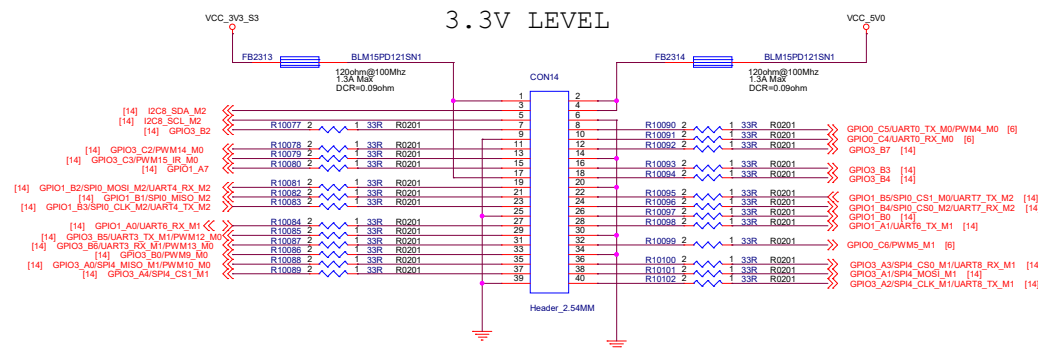 3.3V LEVEL
VCC_3V3_S3
VCC_5V0
FB2313 BLM15PD121SN1
120ohm@100Mhz
1.3A Max
DCR=0.09ohm
FB2314 BLM15PD121SN1
120ohm@100Mhz
1.3A Max
DCR=0.09ohm
CON14
1 2
3 4
5 6
7 8
9 10
11 12
13 14
15 16
17 18
19 20
21 22
23 24
25 26
27 28
29 30
31 32
33 34
35 36
37 38
39 40
Header_2.54MM
[14] I2C8_SDA_M2
[14] I2C8_SCL_M2
[14] GPIO3_B2 R10077 2 1 33R R0201
[14] GPIO3_C2/PWM14_M0 R10078 2 1 33R R0201
[14] GPIO3_C3/PWM15_IR_M0 R10079 2 1 33R R0201
[14] GPIO1_A7 R10080 2 1 33R R0201
[14] GPIO1_B2/SPI0_MOSI_M2/UART4_RX_M2 R10081 2 1 33R R0201
[14] GPIO1_B1/SPI0_MISO_M2 R10082 2 1 33R R0201
[14] GPIO1_B3/SPI0_CLK_M2/UART4_TX_M2 R10083 2 1 33R R0201
[14] GPIO1_A0/UART6_RX_M1 R10084 2 1 33R R0201
[14] GPIO3_B5/UART3_TX_M1/PWM12_M0 R10085 2 1 33R R0201
[14] GPIO3_B6/UART3_RX_M1/PWM13_M0 R10087 2 1 33R R0201
[14] GPIO3_B0/PWM9_M0 R10086 2 1 33R R0201
[14] GPIO3_A0/SPI4_MISO_M1/PWM10_M0 R10088 2 1 33R R0201
[14] GPIO3_A4/SPI4_CS1_M1 R10089 2 1 33R R0201
R10090 2 1 33R R0201 GPIO0_C5/UART0_TX_M0/PWM4_M0 [6]
R10091 2 1 33R R0201 GPIO0_C4/UART0_RX_M0 [6]
R10092 2 1 33R R0201 GPIO3_B7 [14]
R10093 2 1 33R R0201 GPIO3_B3 [14]
R10094 2 1 33R R0201 GPIO3_B4 [14]
R10095 2 1 33R R0201 GPIO1_B5/SPI0_CS1_M0/UART7_TX_M2 [14]
R10096 2 1 33R R0201 GPIO1_B4/SPI0_CS0_M2/UART7_RX_M2 [14]
R10097 2 1 33R R0201 GPIO1_B0 [14]
R10098 2 1 33R R0201 GPIO1_A1/UART6_TX_M1 [14]
R10099 2 1 33R R0201 GPIO0_C6/PWM5_M1 [6]
R10100 2 1 33R R0201 GPIO3_A3/SPI4_CS0_M1/UART8_RX_M1 [14]
R10101 2 1 33R R0201 GPIO3_A1/SPI4_MOSI_M1 [14]
R10102 2 1 33R R0201 GPIO3_A2/SPI4_CLK_M1/UART8_TX_M1 [14]